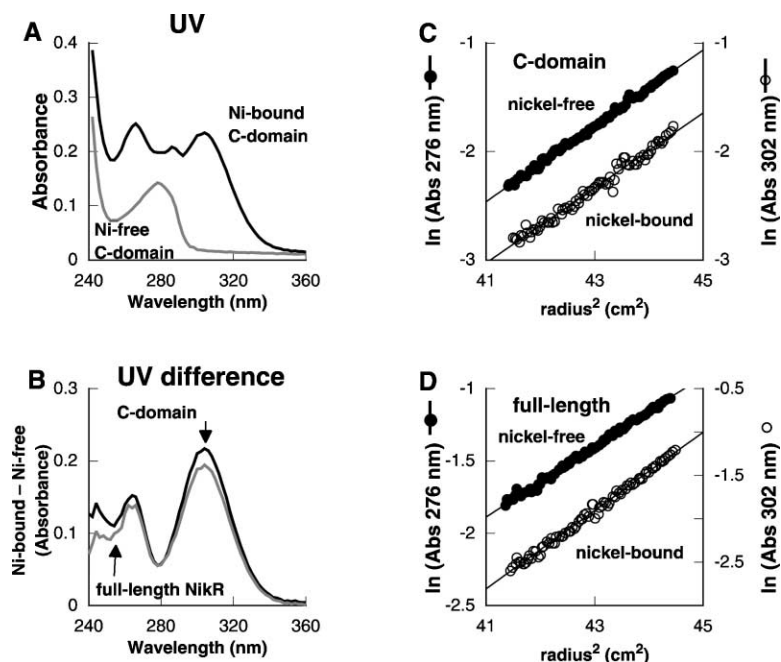 A
UV
0.4
0.3
0.2
0.1
0
Absorbance
Ni-bound
C-domain
Ni-free
C-domain
240 280 320 360
Wavelength (nm)
B
UV difference
0.3
0.2
0.1
0
Ni-bound – Ni-free
(Absorbance)
C-domain
full-length NikR
240 280 320 360
Wavelength (nm)
C
-1
-2
-3
ln (Abs 276 nm)
C-domain
nickel-free
nickel-bound
-1
-2
-3
ln (Abs 302 nm)
41 43 45
radius² (cm²)
D
-1
-1.5
-2
-2.5
ln (Abs 276 nm)
full-length
nickel-free
nickel-bound
-0.5
-1.5
-2.5
ln (Abs 302 nm)
41 43 45
radius² (cm²)